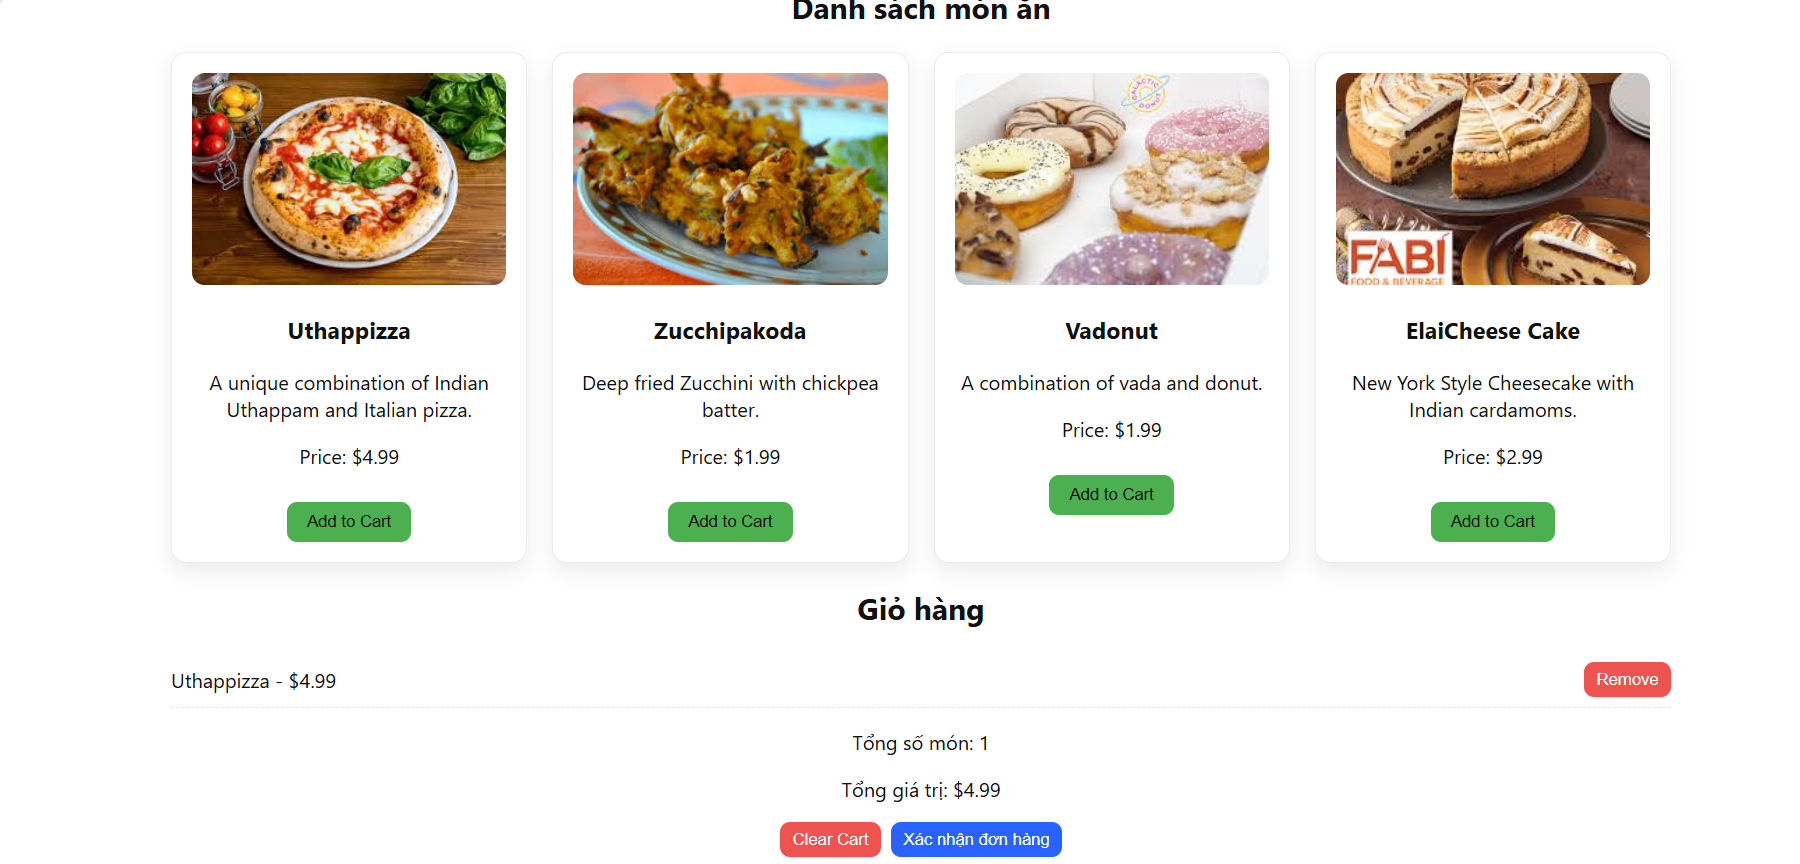 Danh sách món ăn
GALACTIC DONUT
FABI
FOOD & BEVERAGE
Uthappizza
A unique combination of Indian
Uthappam and Italian pizza.
Price: $4.99
Add to Cart
Zucchipakoda
Deep fried Zucchini with chickpea
batter.
Price: $1.99
Add to Cart
Vadonut
A combination of vada and donut.
Price: $1.99
Add to Cart
ElaiCheese Cake
New York Style Cheesecake with
Indian cardamoms.
Price: $2.99
Add to Cart
Giỏ hàng
Uthappizza - $4.99
Remove
Tổng số món: 1
Tổng giá trị: $4.99
Clear Cart
Xác nhận đơn hàng